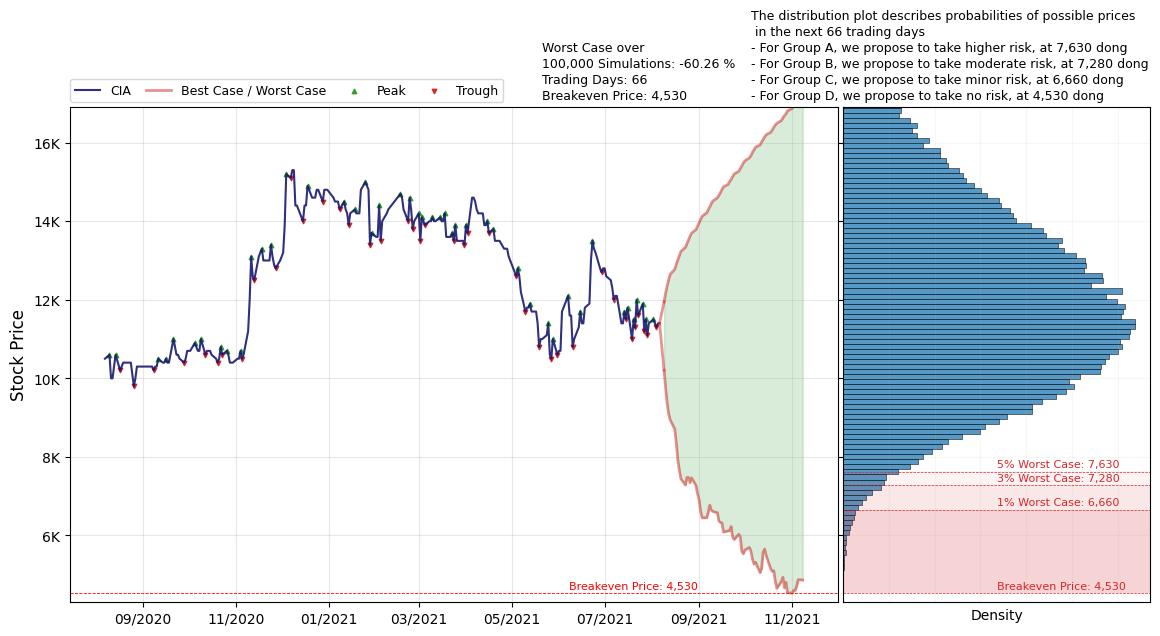 The distribution plot describes probabilities of possible prices
in the next 66 trading days
- For Group A, we propose to take higher risk, at 7,630 dong
- For Group B, we propose to take moderate risk, at 7,280 dong
- For Group C, we propose to take minor risk, at 6,660 dong
- For Group D, we propose to take no risk, at 4,530 dong
Worst Case over
100,000 Simulations: -60.26 %
Trading Days: 66
Breakeven Price: 4,530
CIA
Best Case / Worst Case
Peak
Trough
Stock Price
16K
14K
12K
10K
8K
6K
Breakeven Price: 4,530
09/2020
11/2020
01/2021
03/2021
05/2021
07/2021
09/2021
11/2021
5% Worst Case: 7,630
3% Worst Case: 7,280
1% Worst Case: 6,660
Breakeven Price: 4,530
Density